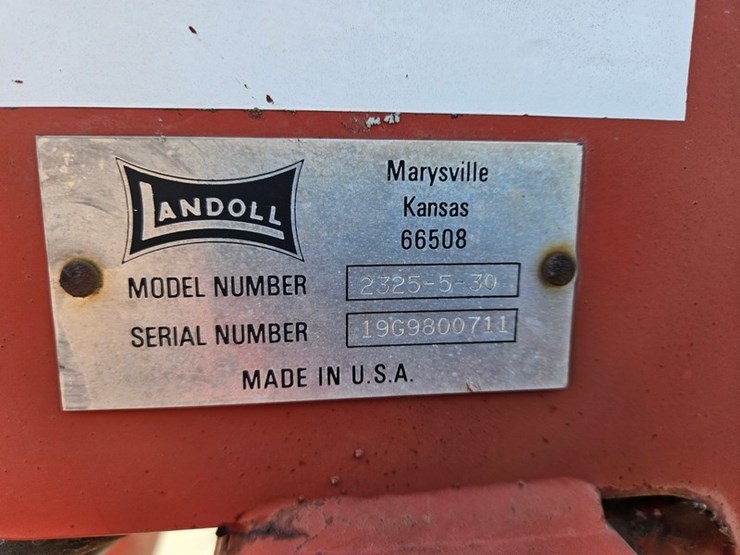 LANDOLL
Marysville
Kansas
66508
MODEL NUMBER 2325-5-30
SERIAL NUMBER 19G9800711
MADE IN U.S.A.